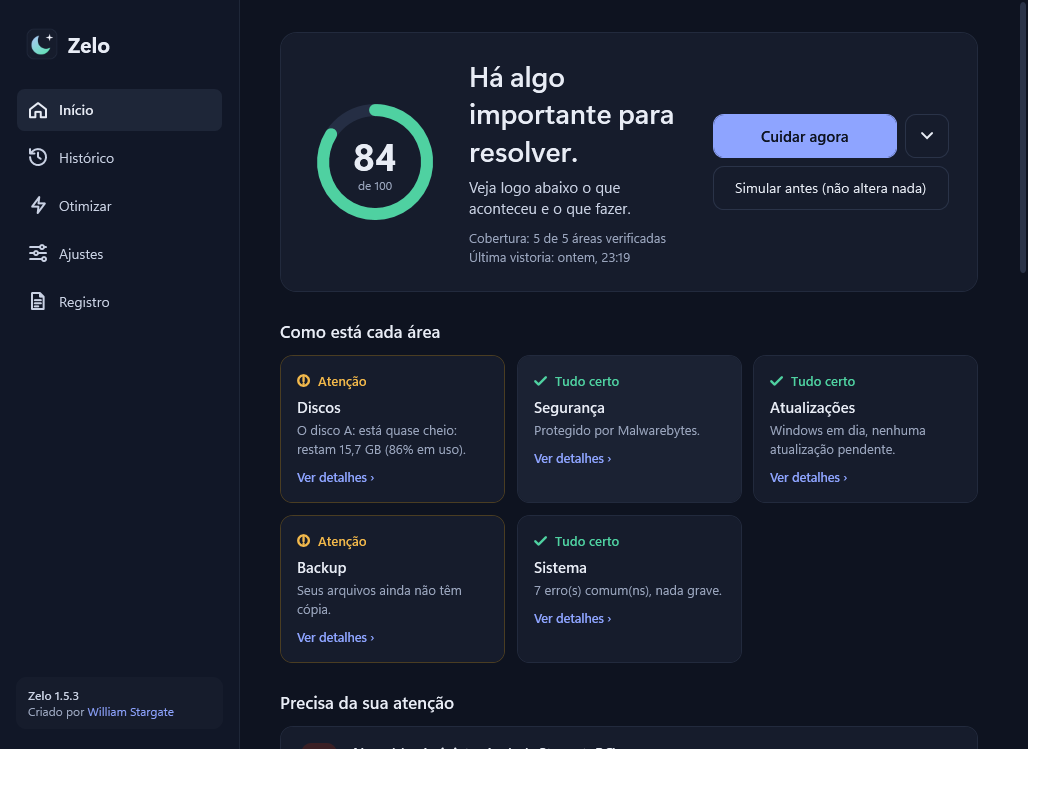 Zelo
Início
Histórico
Otimizar
Ajustes
Registro
Zelo 1.5.3
Criado por William Stargate
84
de 100
Há algo
importante para
resolver.
Veja logo abaixo o que
aconteceu e o que fazer.
Cobertura: 5 de 5 áreas verificadas
Última vistoria: ontem, 23:19
Cuidar agora
Simular antes (não altera nada)
Como está cada área
Atenção
Discos
O disco A: está quase cheio:
restam 15,7 GB (86% em uso).
Ver detalhes ›
Tudo certo
Segurança
Protegido por Malwarebytes.
Ver detalhes ›
Tudo certo
Atualizações
Windows em dia, nenhuma
atualização pendente.
Ver detalhes ›
Atenção
Backup
Seus arquivos ainda não têm
cópia.
Ver detalhes ›
Tudo certo
Sistema
7 erro(s) comum(ns), nada grave.
Ver detalhes ›
Precisa da sua atenção